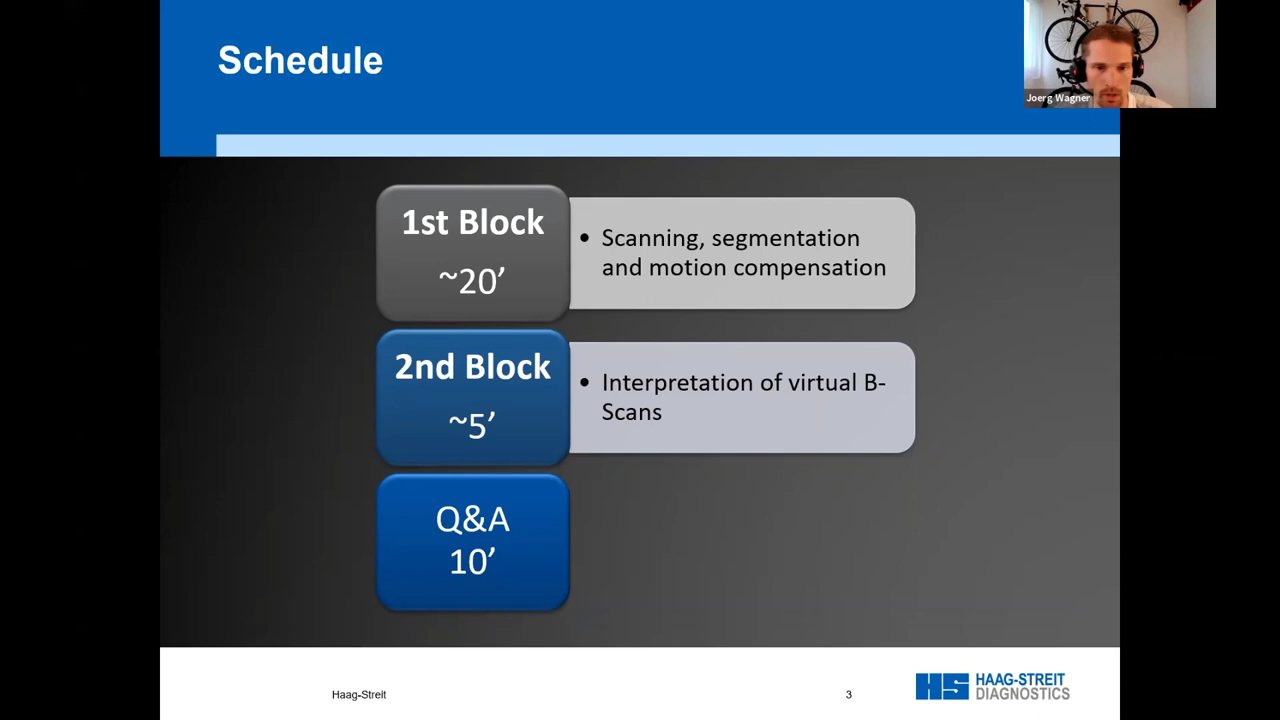 Schedule
Joerg Wagner
1st Block
~20’
• Scanning, segmentation
and motion compensation
2nd Block
~5’
• Interpretation of virtual B-
Scans
Q&A
10’
Haag-Streit
3
HS HAAG-STREIT
DIAGNOSTICS